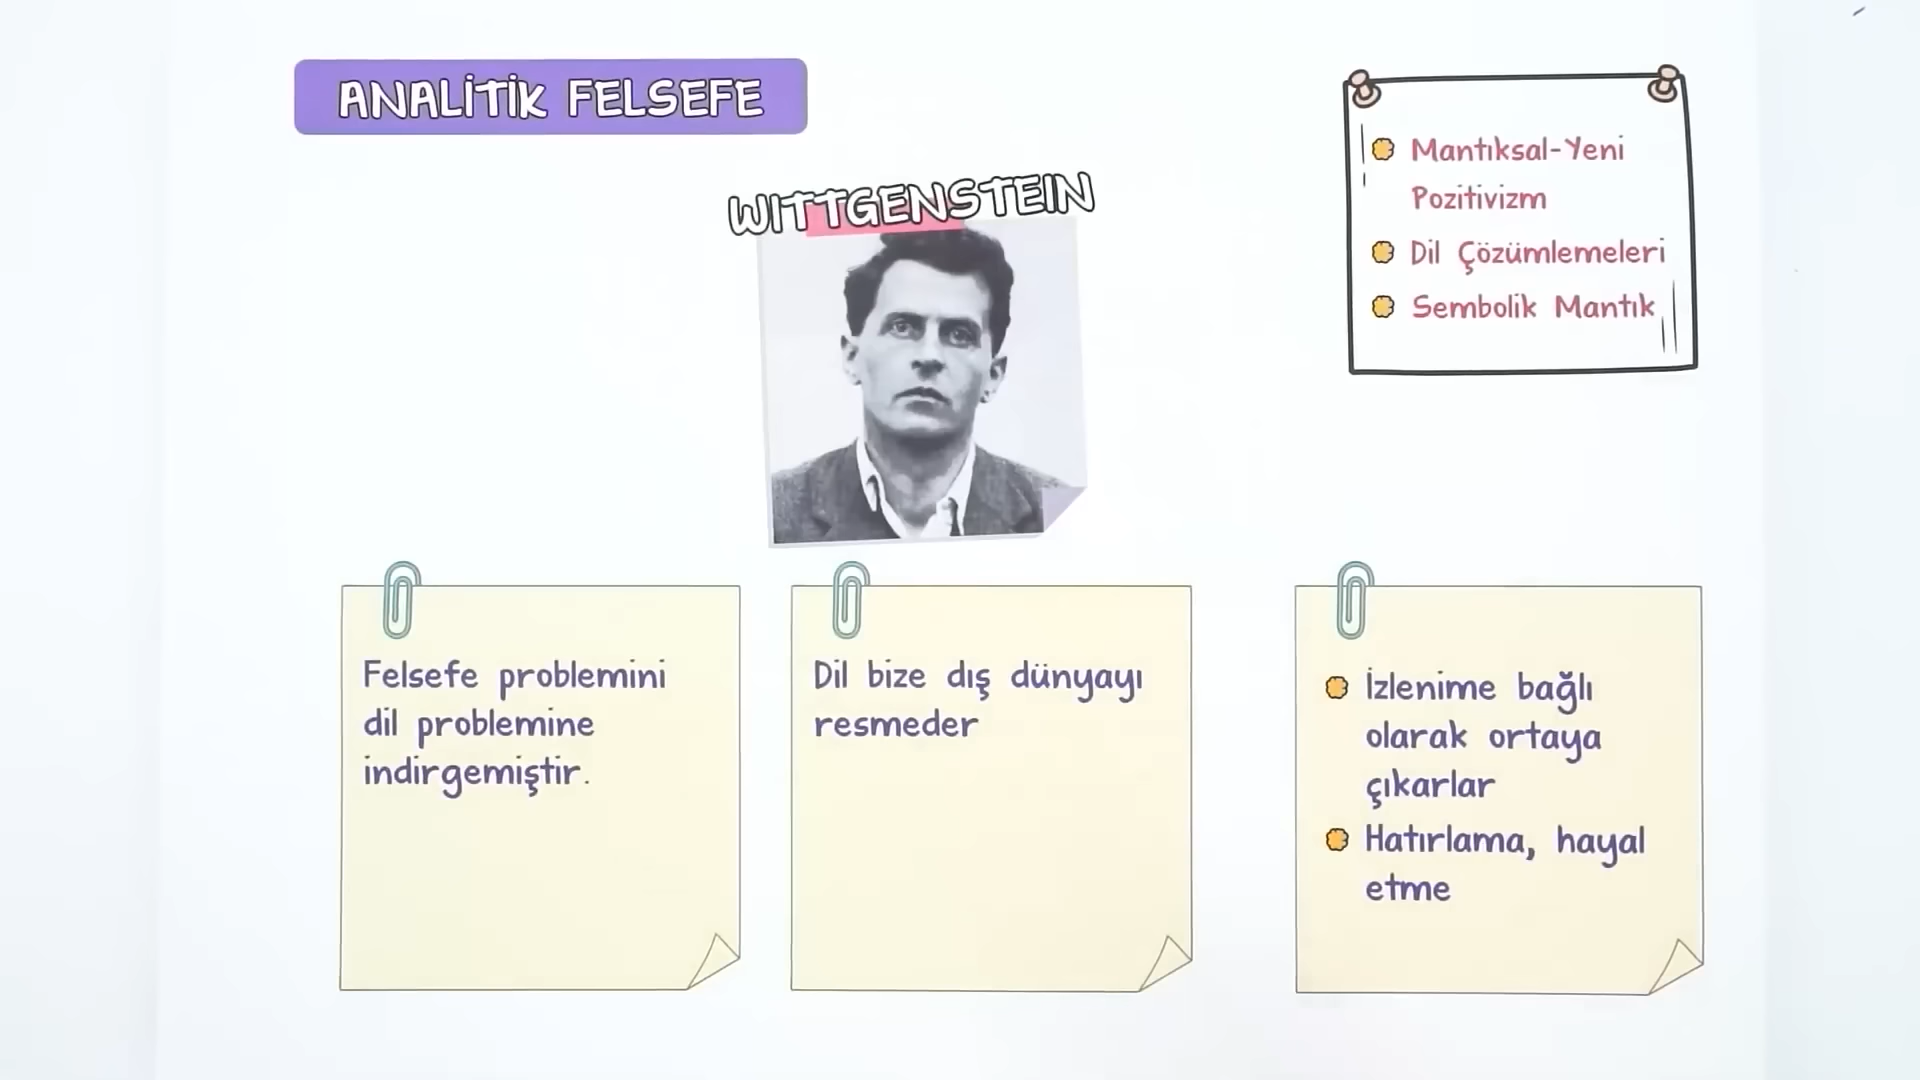 ANALİTİK FELSEFE
WITTGENSTEIN
Mantıksal-Yeni
Pozitivizm
Dil Çözümlemeleri
Sembolik Mantık
Felsefe problemini
dil problemine
indirgemiştir.
Dil bize dış dünyayı
resmeder
İzlenime bağlı
olarak ortaya
çıkarlar
Hatırlama, hayal
etme